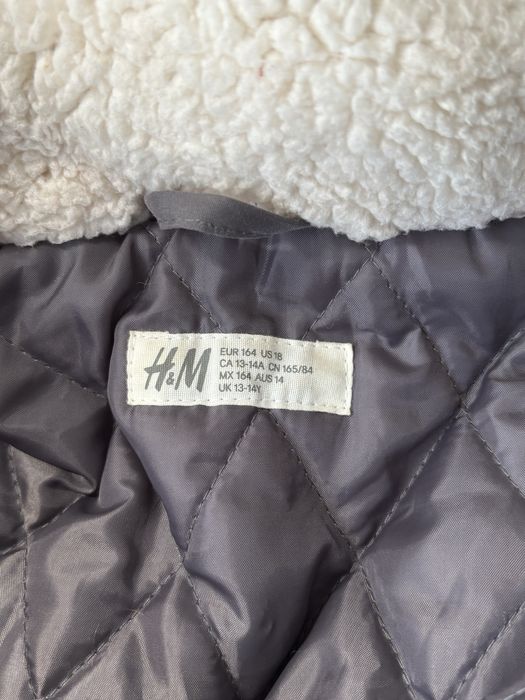 H&M
EUR 164 US 18
CA 13-14A CN 165/84
MX 164 AUS 14
UK 13-14Y